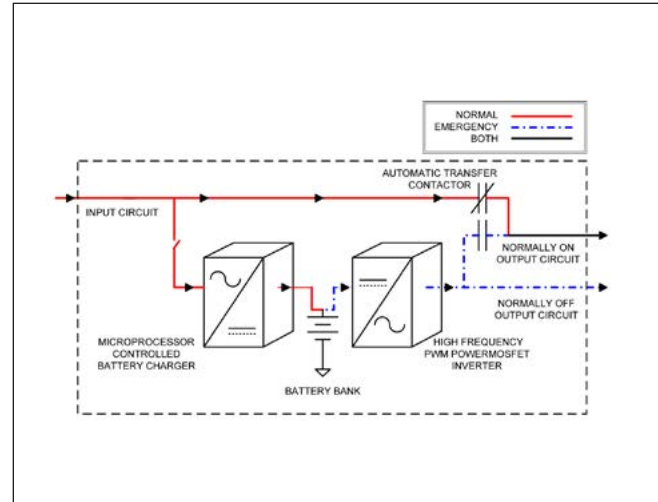 NORMAL
EMERGENCY
BOTH
AUTOMATIC TRANSFER
CONTACTOR
INPUT CIRCUIT
NORMALLY ON
OUTPUT CIRCUIT
NORMALLY OFF
OUTPUT CIRCUIT
MICROPROCESSOR
CONTROLLED
BATTERY CHARGER
HIGH FREQUENCY
PWM POWERMOSFET
INVERTER
BATTERY BANK